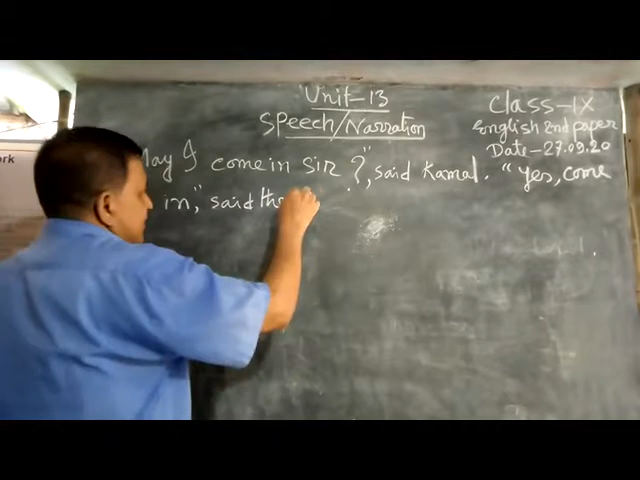 Unit-13
Speech/Narration
Class-IX
English 2nd paper
Date-27.09.20
May I come in Sir ?", said Kamal. "Yes, come
in," said the